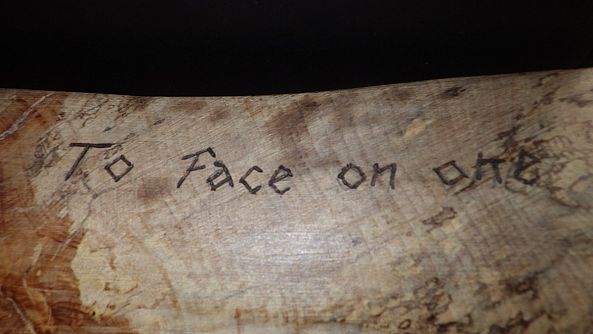 To Face on one